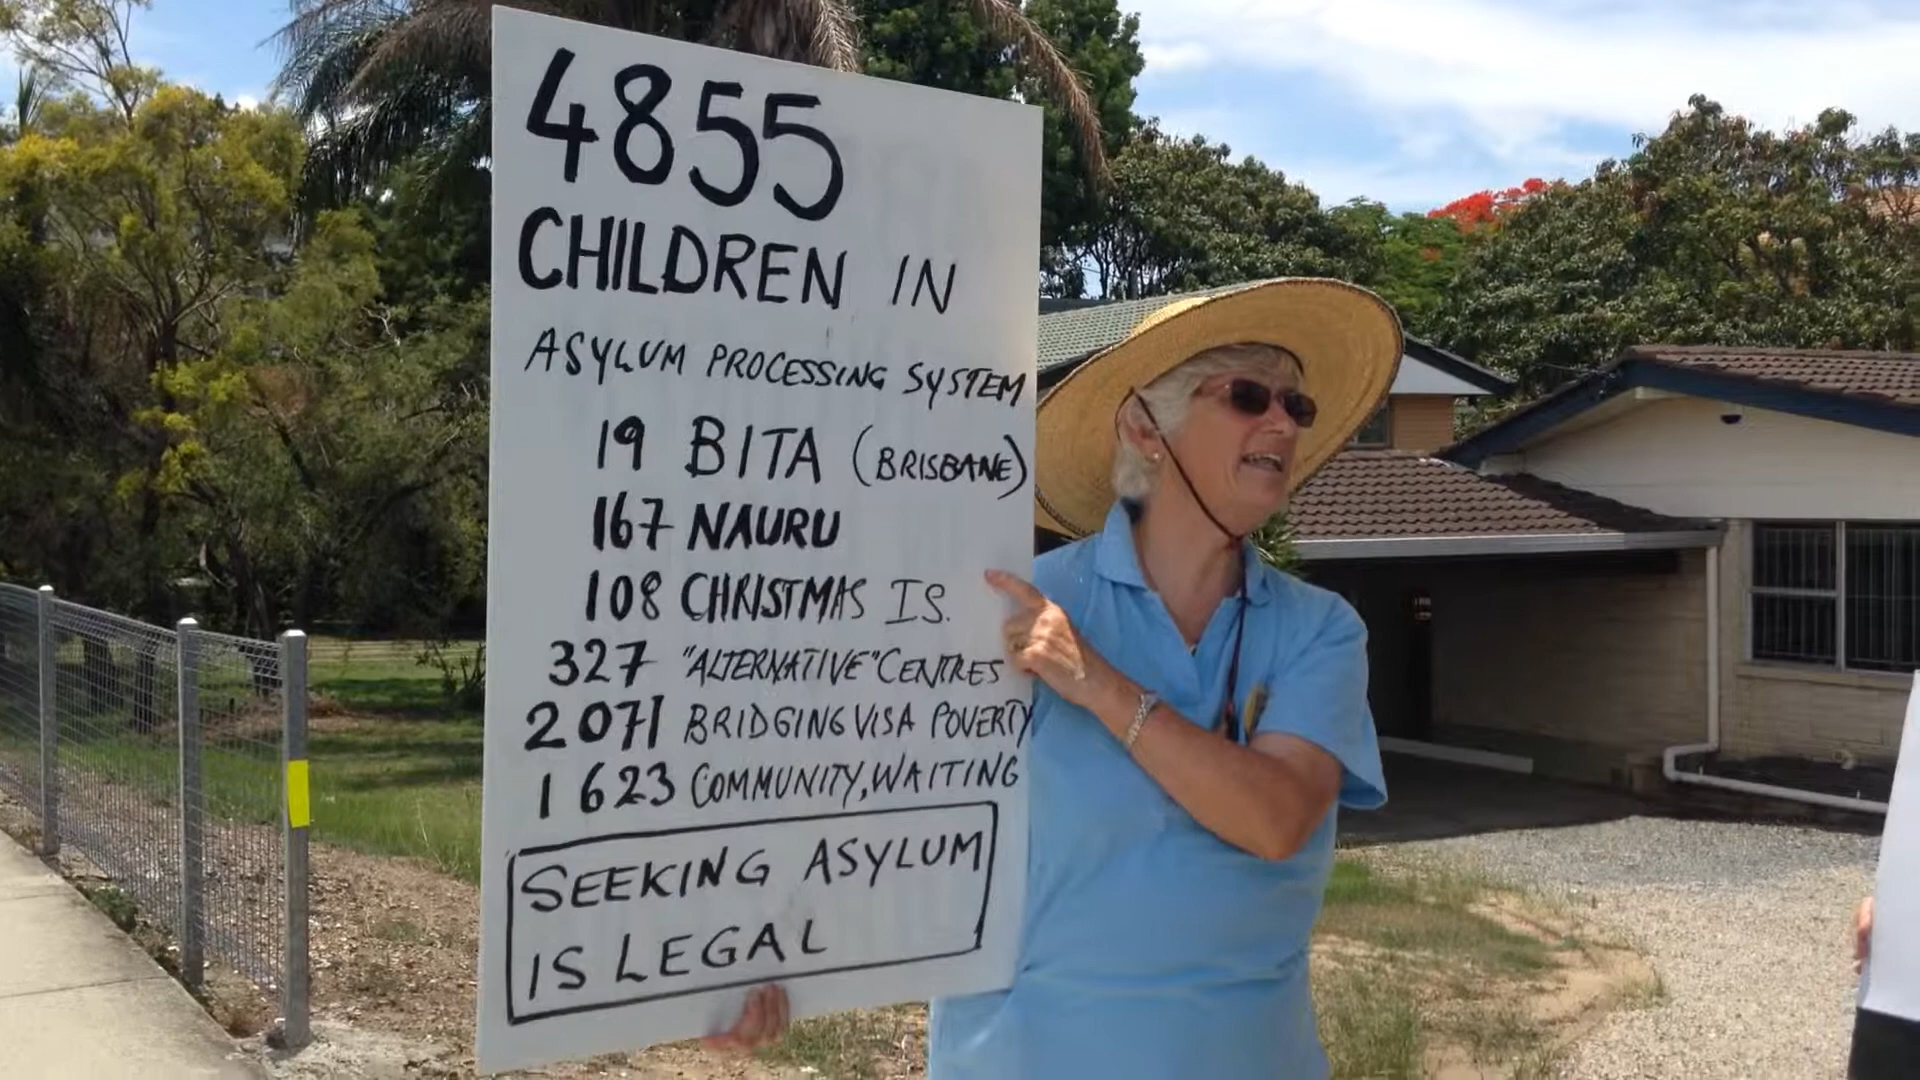 4855
CHILDREN IN
ASYLUM PROCESSING SYSTEM
19 BITA (BRISBANE)
167 NAURU
108 CHRISTMAS IS.
327 "ALTERNATIVE" CENTRES
2071 BRIDGING VISA POVERTY
1623 COMMUNITY, WAITING
SEEKING ASYLUM
IS LEGAL